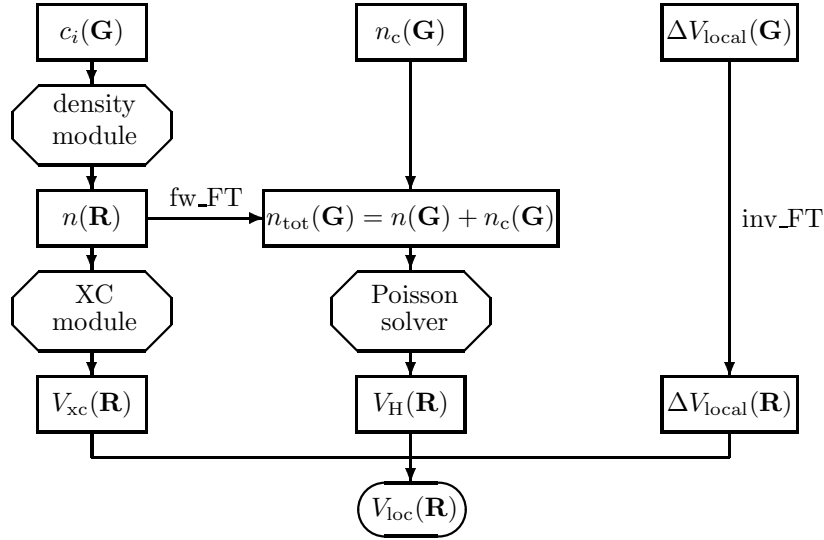 c_i(G) n_c(G) ΔV_local(G)
density
module
n(R) fw_FT n_tot(G) = n(G) + n_c(G) inv_FT
XC
module
Poisson
solver
V_xc(R) V_H(R) ΔV_local(R)
V_loc(R)